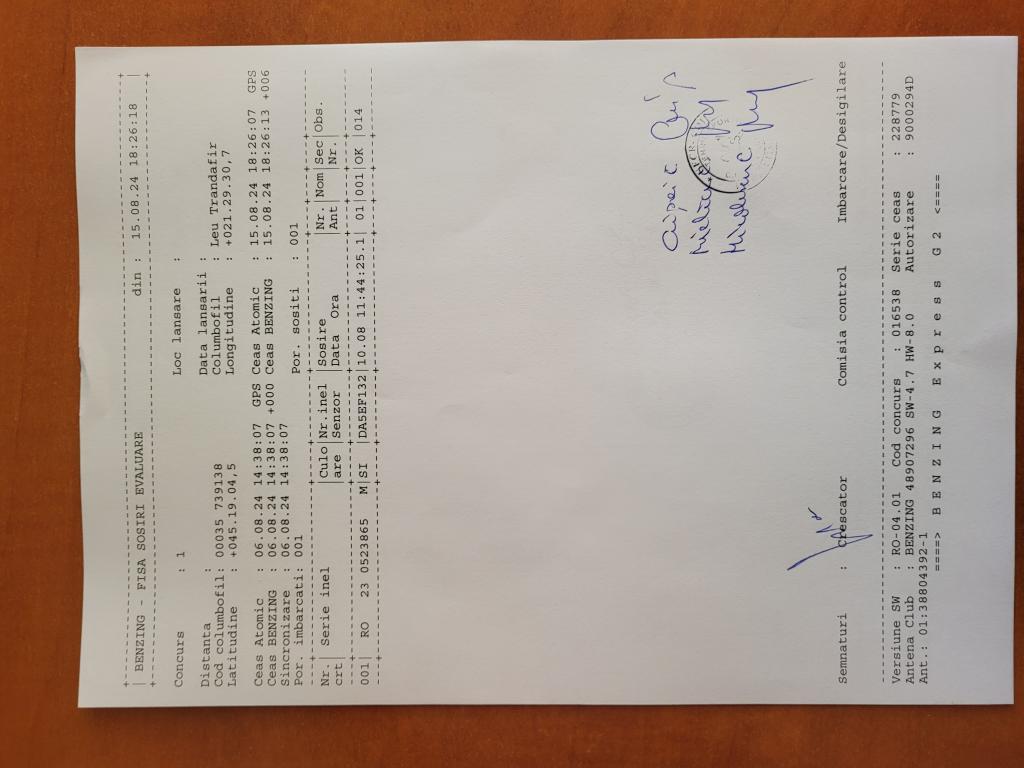 | BENZING - FISA SOSIRI EVALUARE din : 15.08.24 18:26:18 |
Concurs : 1 Loc lansare :
Distanta : Data lansarii :
Cod columbofil: 00035 739138 Columbofil : Leu Trandafir
Latitudine : +045.19.04,5 Longitudine : +021.29.30,7
Ceas Atomic : 06.08.24 14:38:07 GPS Ceas Atomic : 15.08.24 18:26:07 GPS
Ceas BENZING : 06.08.24 14:38:07 +000 Ceas BENZING : 15.08.24 18:26:13 +006
Sincronizare : 06.08.24 14:38:07
Por. imbarcati: 001 Por. sositi : 001
Nr. | Serie inel |Culo|Nr.inel |Sosire |Nr. |Nom|Sec|Obs.
crt| |are |Senzor |Data Ora |Ant |Nr.|
001| RO 23 0523865 M|SI |DA5EF132|10.08 11:44:25.1| 01|001|OK |014
Semnaturi : Crescator Comisia control Imbarcare/Desigilare
Versiune SW : RO-04.01 Cod concurs : 016538 Serie ceas : 228779
Antena Club : BENZING 48907296 SW-4.7 HW-8.0 Autorizare : 9000294D
Ant.: 01:38804392-1
====> B E N Z I N G E x p r e s s G 2 <====